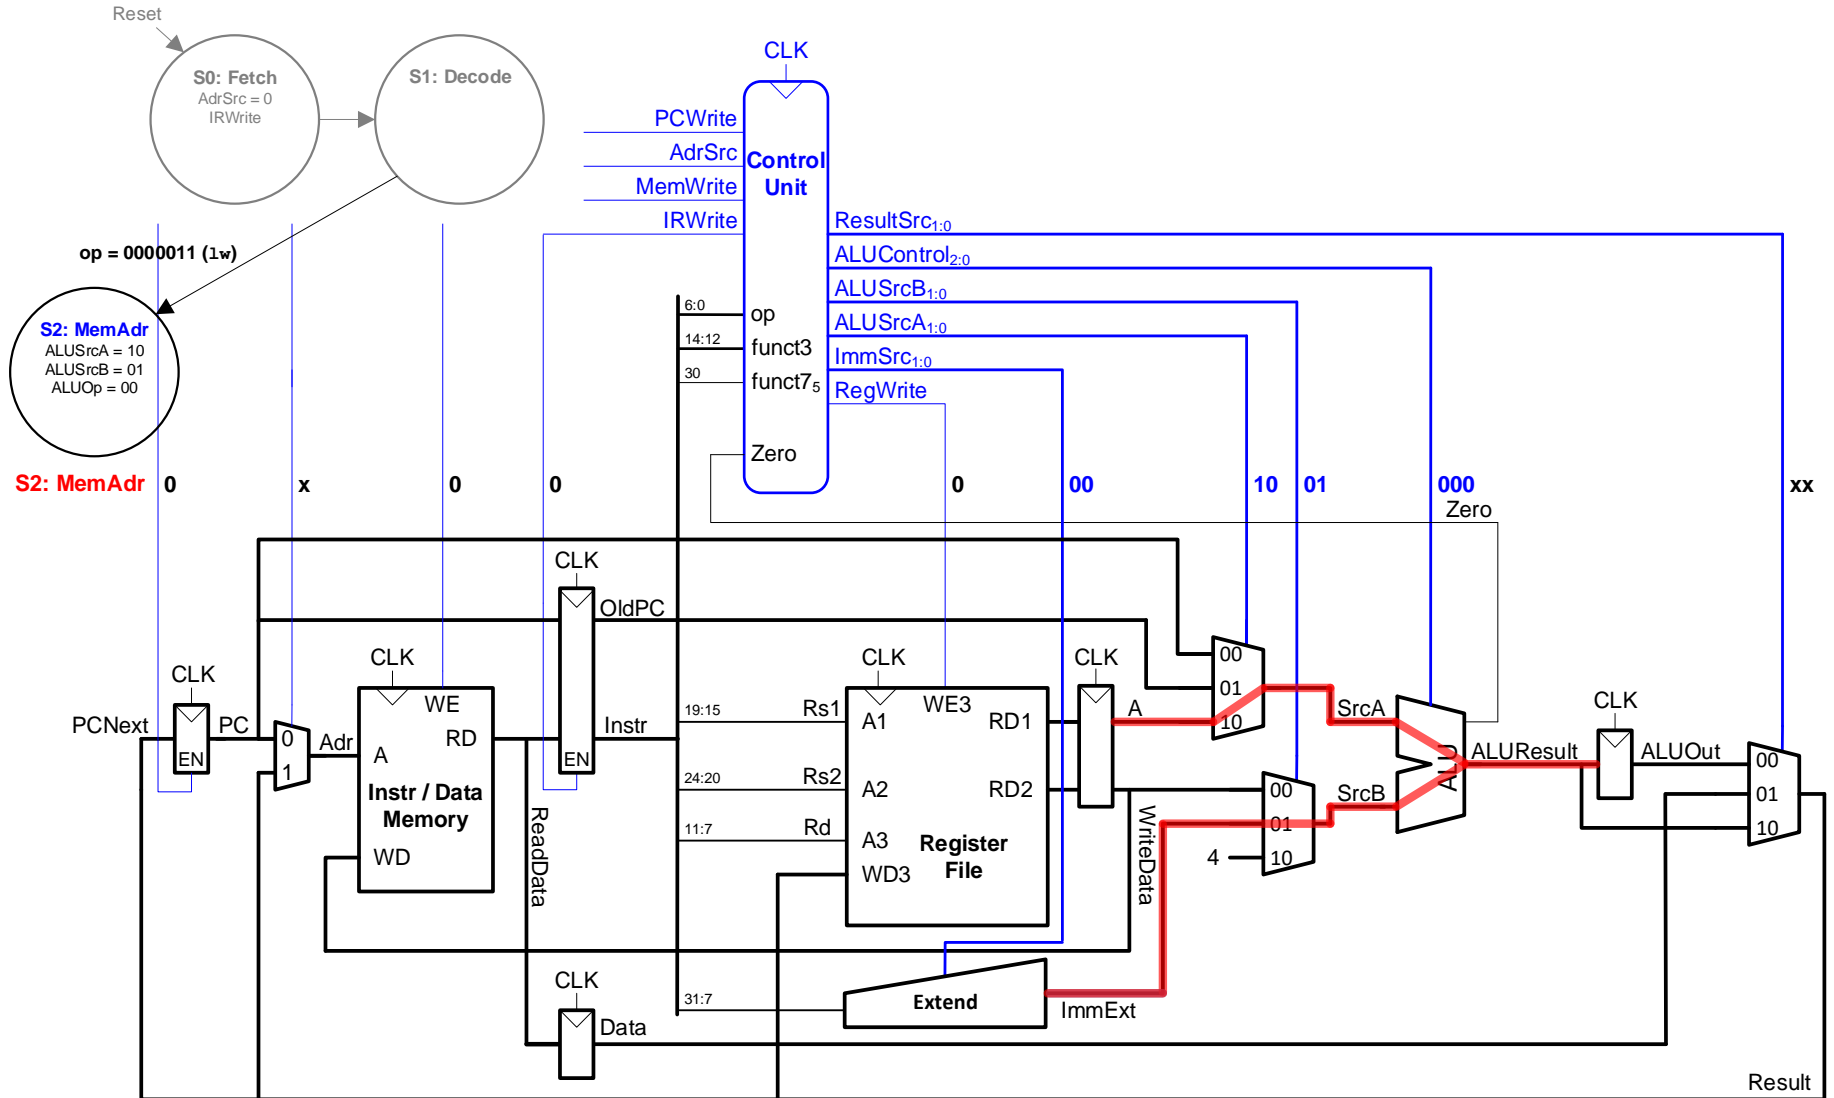 Reset
S0: Fetch
AdrSrc = 0
IRWrite
S1: Decode
op = 0000011 (lw)
S2: MemAdr
ALUSrcA = 10
ALUSrcB = 01
ALUOp = 00
CLK
Control
Unit
PCWrite
AdrSrc
MemWrite
IRWrite
ResultSrc1:0
ALUControl2:0
ALUSrcB1:0
ALUSrcA1:0
ImmSrc1:0
RegWrite
6:0
op
14:12
funct3
30
funct75
Zero
S2: MemAdr 0 x 0 0 0 00 10 01 000 xx
Zero
CLK
OldPC
CLK
CLK
CLK
CLK
00
01
10
CLK
PCNext
PC
EN
0
1
Adr
WE
A
RD
Instr / Data
Memory
WD
EN
Instr
ReadData
19:15
Rs1
A1
WE3
RD1
24:20
Rs2
A2
RD2
11:7
Rd
A3
WD3
Register
File
A
WriteData
00
01
10
4
SrcA
SrcB
ALU
ALUResult
CLK
ALUOut
00
01
10
31:7
Extend
ImmExt
CLK
Data
Result